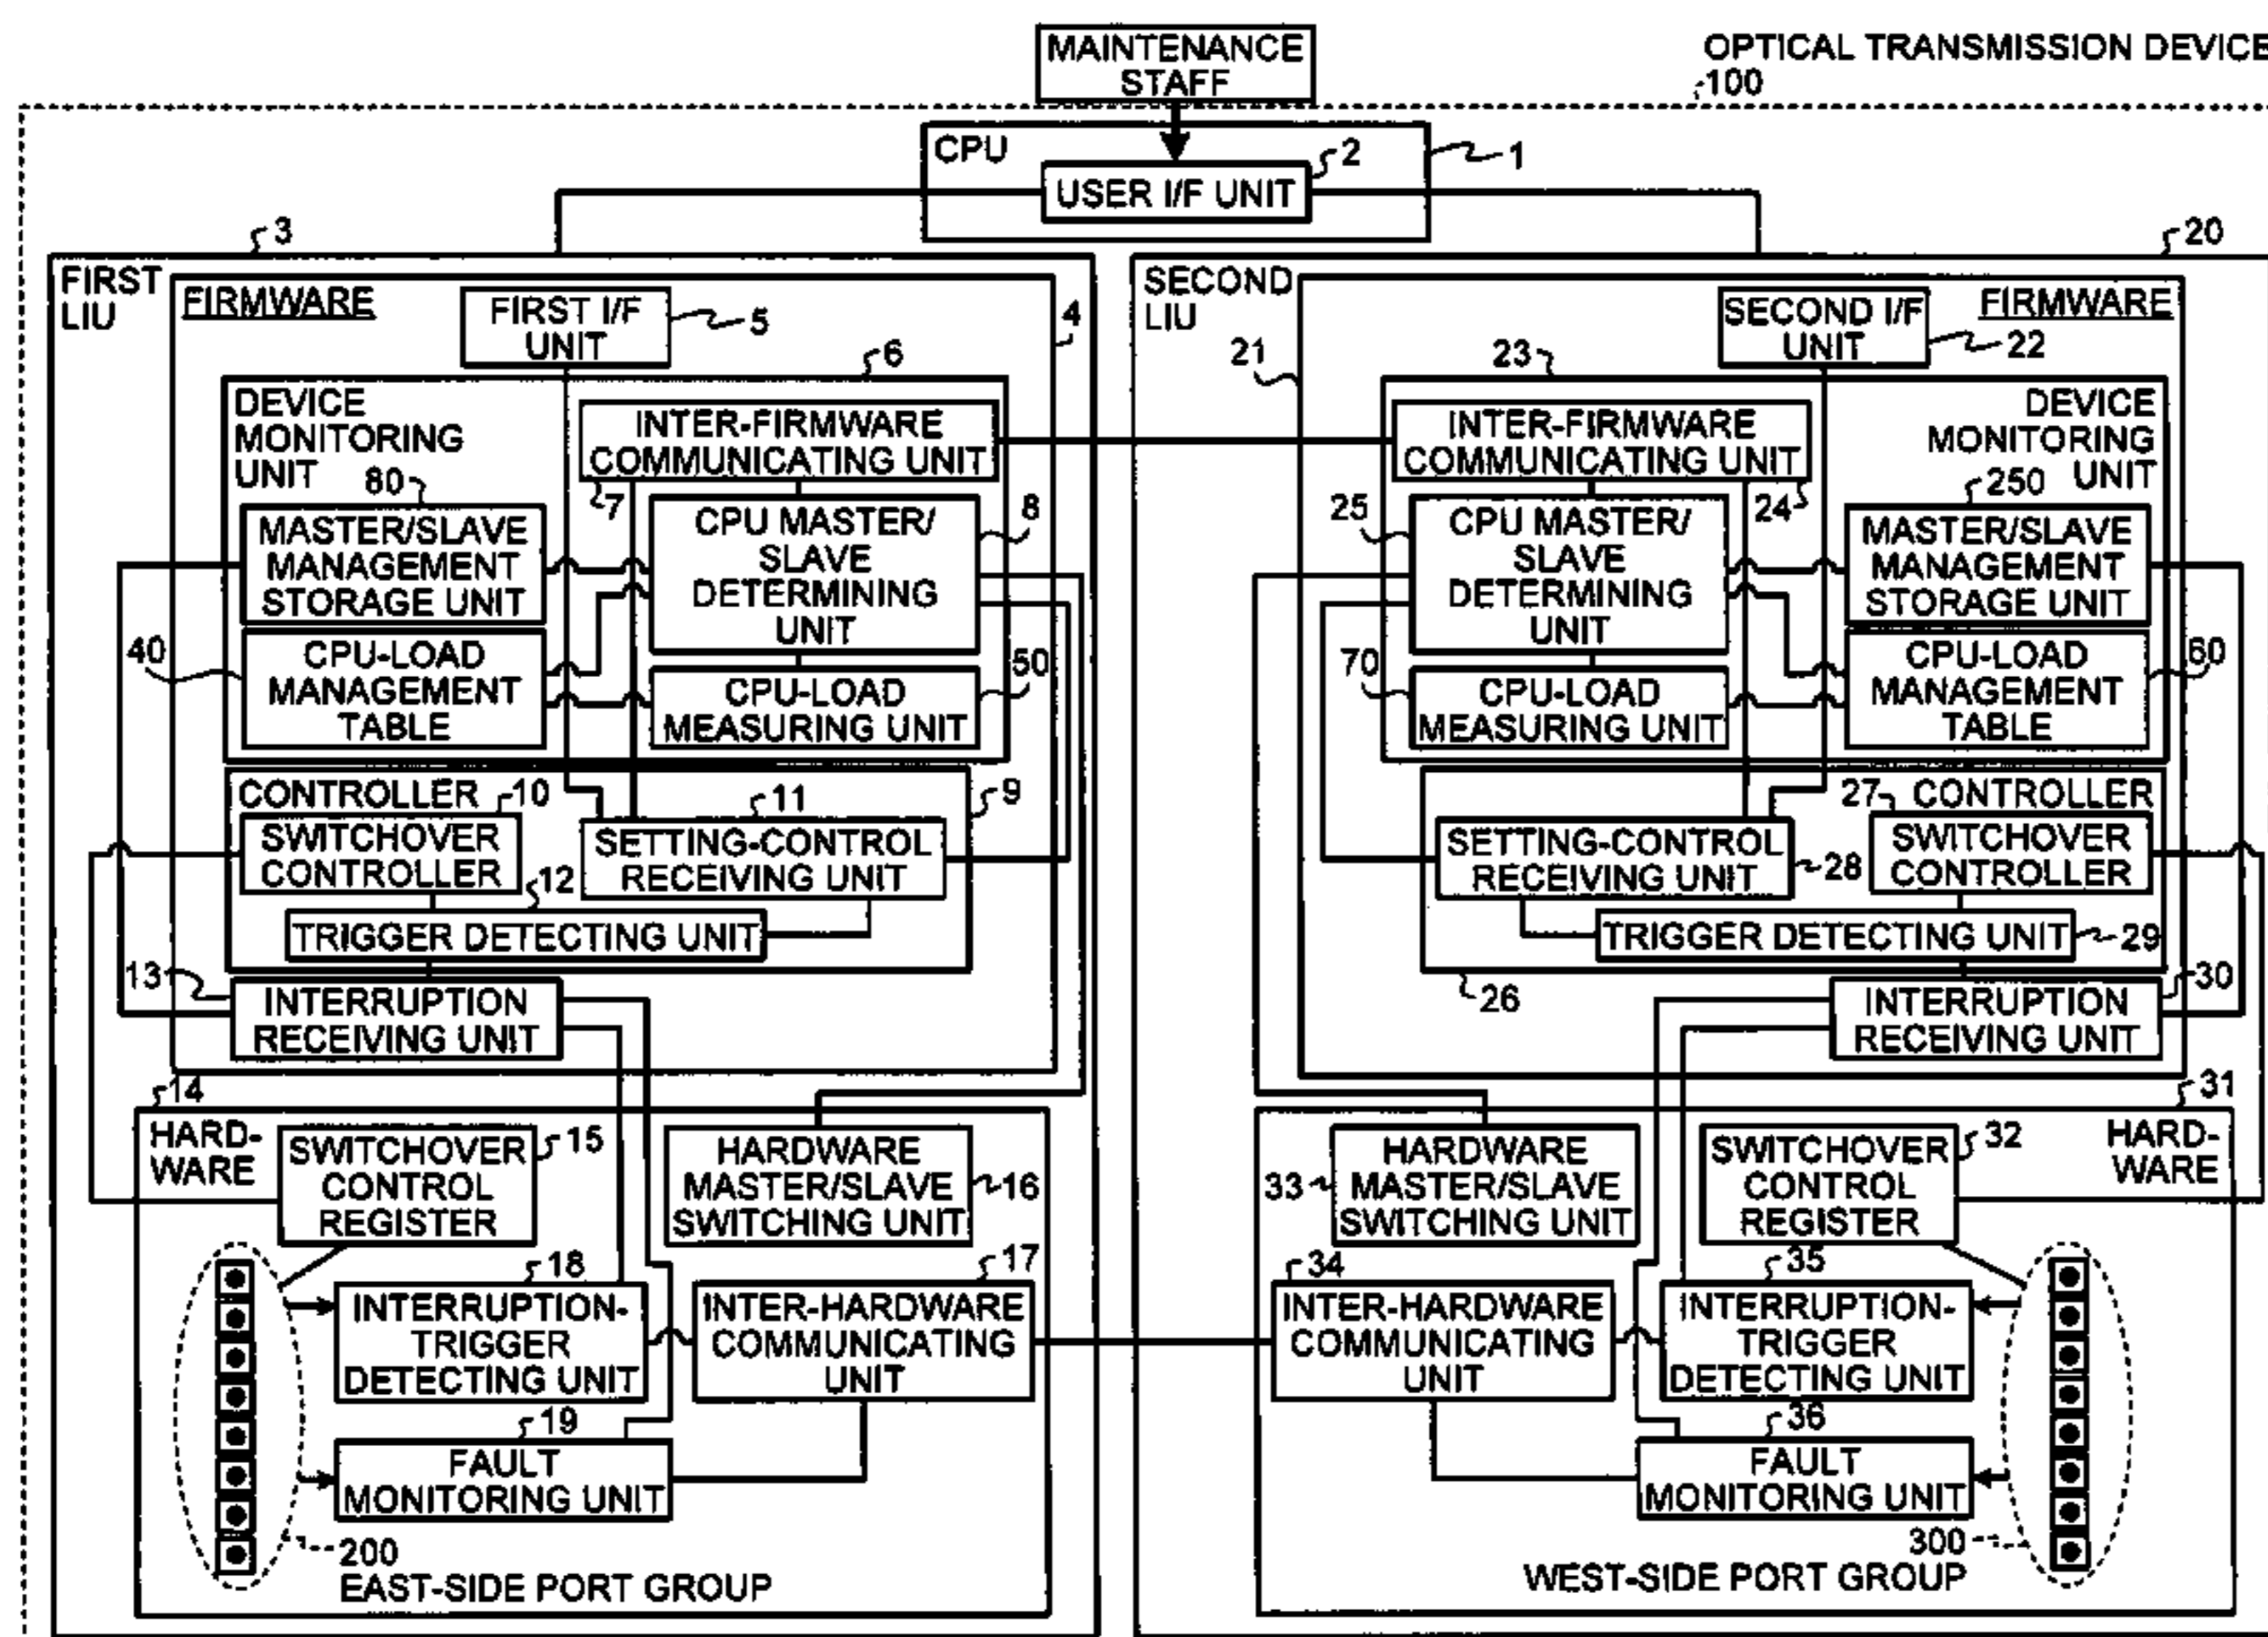 MAINTENANCE
STAFF
OPTICAL TRANSMISSION DEVICE
100
CPU
2
1
USER I/F UNIT
3
20
FIRST
LIU
FIRMWARE
FIRST I/F
UNIT
5
4
6
DEVICE
MONITORING
UNIT
INTER-FIRMWARE
COMMUNICATING UNIT
7
80
MASTER/SLAVE
MANAGEMENT
STORAGE UNIT
CPU MASTER/
SLAVE
DETERMINING
UNIT
8
40
CPU-LOAD
MANAGEMENT
TABLE
50
CPU-LOAD
MEASURING UNIT
CONTROLLER
10
11
9
SWITCHOVER
CONTROLLER
SETTING-CONTROL
RECEIVING UNIT
12
TRIGGER DETECTING UNIT
13
INTERRUPTION
RECEIVING UNIT
14
HARD-
WARE
SWITCHOVER
CONTROL
REGISTER
15
HARDWARE
MASTER/SLAVE
SWITCHING UNIT
16
18
17
INTERRUPTION-
TRIGGER
DETECTING UNIT
INTER-HARDWARE
COMMUNICATING
UNIT
19
FAULT
MONITORING UNIT
200
EAST-SIDE PORT GROUP
SECOND
LIU
SECOND I/F
UNIT
FIRMWARE
22
21
23
INTER-FIRMWARE
COMMUNICATING UNIT
DEVICE
MONITORING
UNIT
24
250
25
CPU MASTER/
SLAVE
DETERMINING
UNIT
MASTER/SLAVE
MANAGEMENT
STORAGE UNIT
70
CPU-LOAD
MEASURING UNIT
CPU-LOAD
MANAGEMENT
TABLE
60
27
CONTROLLER
SETTING-CONTROL
RECEIVING UNIT
28
SWITCHOVER
CONTROLLER
TRIGGER DETECTING UNIT
29
26
30
INTERRUPTION
RECEIVING UNIT
31
33
HARDWARE
MASTER/SLAVE
SWITCHING UNIT
SWITCHOVER
CONTROL
REGISTER
32
HARD-
WARE
34
35
INTER-HARDWARE
COMMUNICATING
UNIT
INTERRUPTION-
TRIGGER
DETECTING UNIT
36
FAULT
MONITORING UNIT
300
WEST-SIDE PORT GROUP